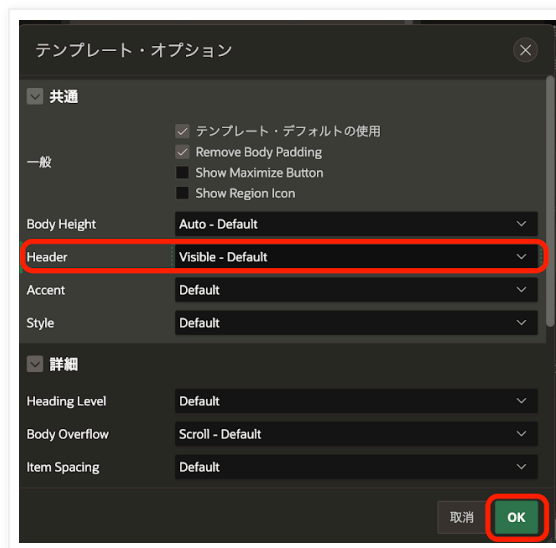 テンプレート・オプション
共通
一般
テンプレート・デフォルトの使用
Remove Body Padding
Show Maximize Button
Show Region Icon
Body Height Auto - Default
Header Visible - Default
Accent Default
Style Default
詳細
Heading Level Default
Body Overflow Scroll - Default
Item Spacing Default
取消 OK